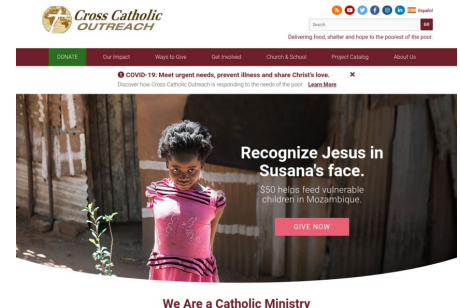 Cross Catholic
OUTREACH
Español
Search
GO
Delivering food, shelter and hope to the poorest of the poor.
DONATE
Our Impact
Ways to Give
Get Involved
Church & School
Project Catalog
About Us
COVID-19: Meet urgent needs, prevent illness and share Christ's love.
Discover how Cross Catholic Outreach is responding to the needs of the poor. Learn More
Recognize Jesus in
Susana's face.
$50 helps feed vulnerable
children in Mozambique.
GIVE NOW
We Are a Catholic Ministry